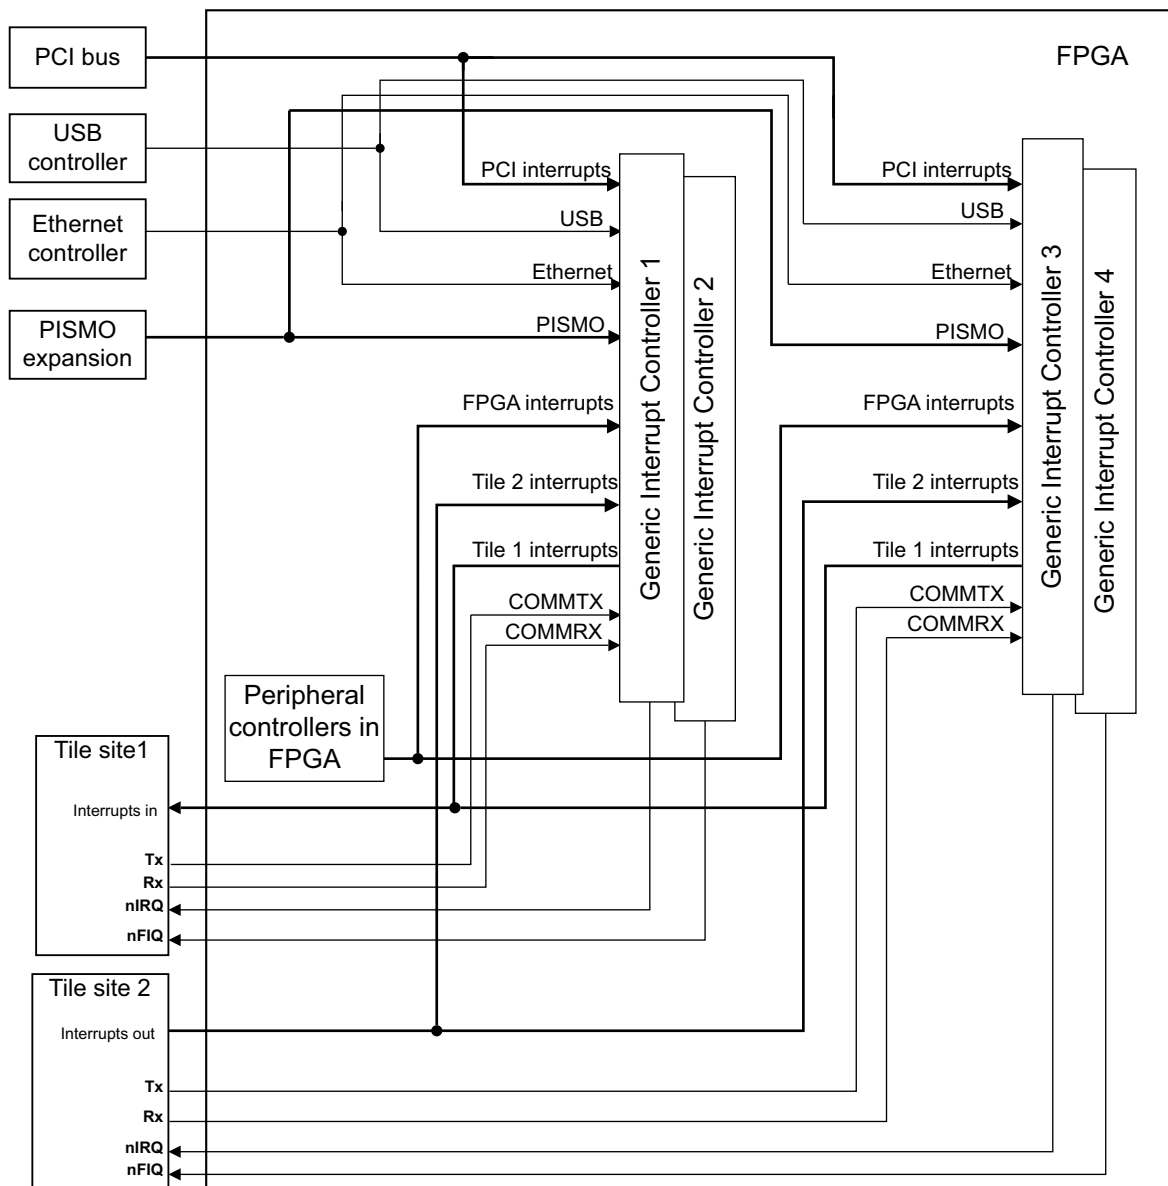 PCI bus
FPGA
USB
controller
Ethernet
controller
PISMO
expansion
PCI interrupts
USB
Ethernet
PISMO
FPGA interrupts
Tile 2 interrupts
Tile 1 interrupts
COMMTX
COMMRX
Generic Interrupt Controller 1
Generic Interrupt Controller 2
PCI interrupts
USB
Ethernet
PISMO
FPGA interrupts
Tile 2 interrupts
Tile 1 interrupts
COMMTX
COMMRX
Generic Interrupt Controller 3
Generic Interrupt Controller 4
Peripheral
controllers in
FPGA
Tile site1
Interrupts in
Tx
Rx
nIRQ
nFIQ
Tile site 2
Interrupts out
Tx
Rx
nIRQ
nFIQ